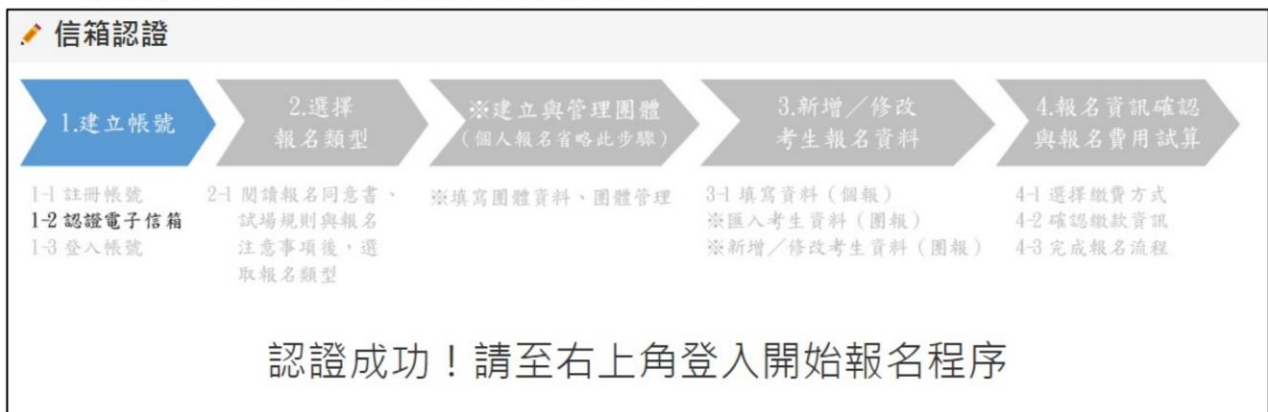 信箱認證
1.建立帳號
2.選擇
報名類型
※建立與管理團體
(個人報名省略此步驟)
3.新增／修改
考生報名資料
4.報名資訊確認
與報名費用試算
1-1 註冊帳號
1-2 認證電子信箱
1-3 登入帳號
2-1 閱讀報名同意書、
試場規則與報名
注意事項後，選
取報名類型
※填寫團體資料、團體管理
3-1 填寫資料（個報）
※匯入考生資料（團報）
※新增／修改考生資料（團報）
4-1 選擇繳費方式
4-2 確認繳款資訊
4-3 完成報名流程
認證成功！請至右上角登入開始報名程序